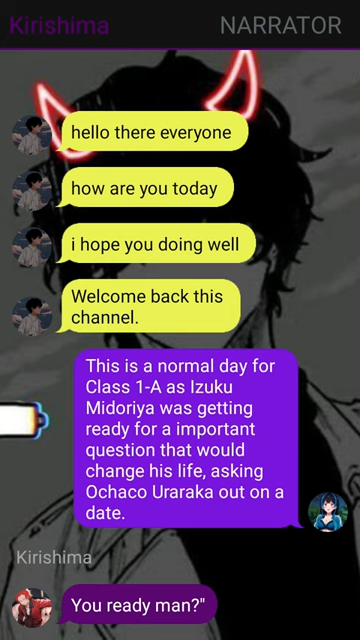 Kirishima
NARRATOR
hello there everyone
how are you today
i hope you doing well
Welcome back this
channel.
This is a normal day for
Class 1-A as Izuku
Midoriya was getting
ready for a important
question that would
change his life, asking
Ochaco Uraraka out on a
date.
Kirishima
You ready man?"